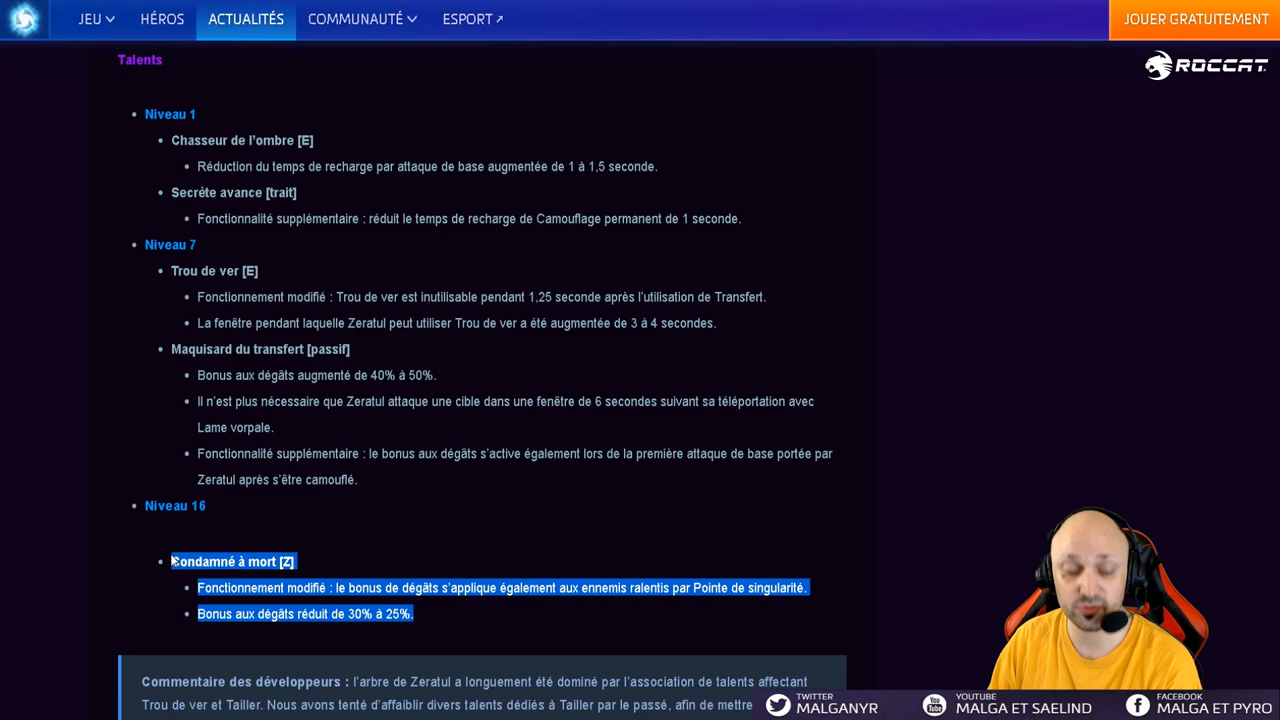 JEU HÉROS ACTUALITÉS COMMUNAUTÉ ESPORT JOUER GRATUITEMENT
ROCCAT
Talents
Niveau 1
Chasseur de l'ombre [E]
Réduction du temps de recharge par attaque de base augmentée de 1 à 1,5 seconde.
Secrète avance [trait]
Fonctionnalité supplémentaire : réduit le temps de recharge de Camouflage permanent de 1 seconde.
Niveau 7
Trou de ver [E]
Fonctionnement modifié : Trou de ver est inutilisable pendant 1,25 seconde après l'utilisation de Transfert.
La fenêtre pendant laquelle Zeratul peut utiliser Trou de ver a été augmentée de 3 à 4 secondes.
Maquisard du transfert [passif]
Bonus aux dégâts augmenté de 40% à 50%.
Il n'est plus nécessaire que Zeratul attaque une cible dans une fenêtre de 6 secondes suivant sa téléportation avec
Lame vorpale.
Fonctionnalité supplémentaire : le bonus aux dégâts s'active également lors de la première attaque de base portée par
Zeratul après s'être camouflé.
Niveau 16
Condamné à mort [Z]
Fonctionnement modifié : le bonus de dégâts s'applique également aux ennemis ralentis par Pointe de singularité.
Bonus aux dégâts réduit de 30% à 25%.
Commentaire des développeurs : l'arbre de Zeratul a longuement été dominé par l'association de talents affectant
Trou de ver et Tailler. Nous avons tenté d'affaiblir divers talents dédiés à Tailler par le passé, afin de mettre
TWITTER
MALGANYR
YOUTUBE
MALGA ET SAELIND
FACEBOOK
MALGA ET PYRO